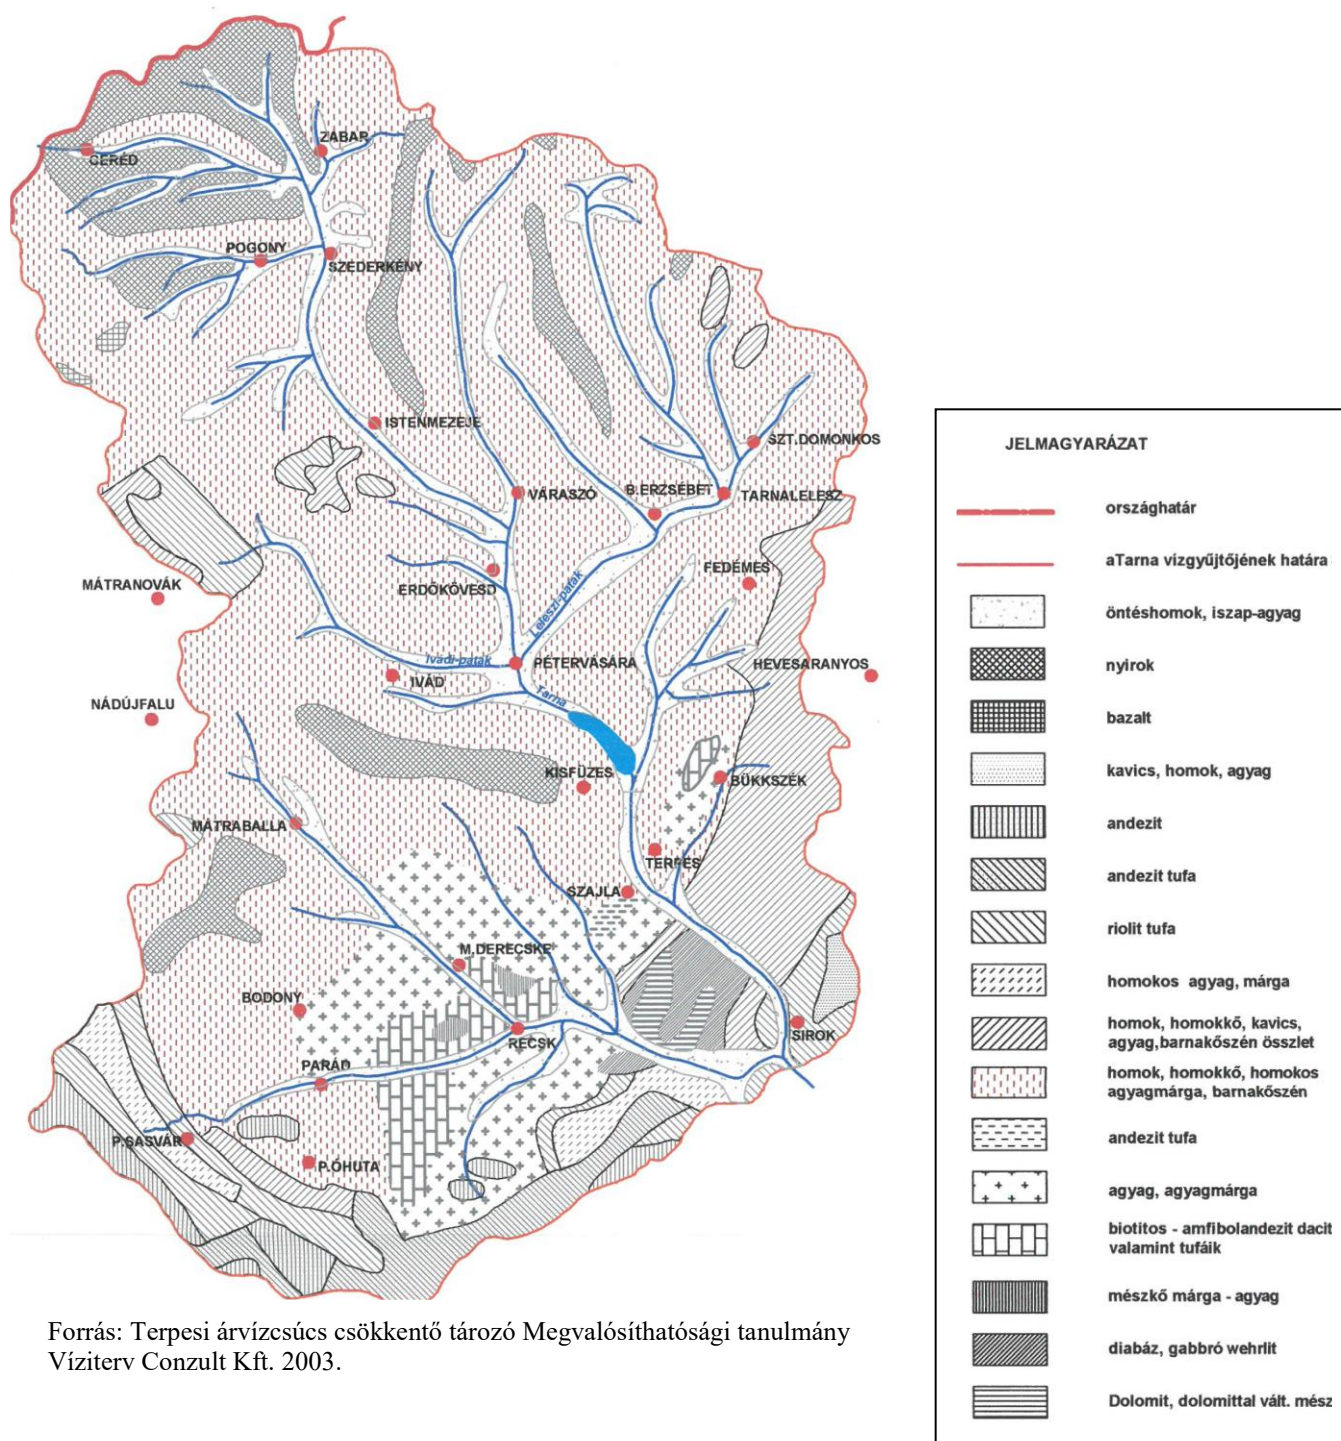 ZABAR
CERÉD
POGONY
SZEDERKÉNY
ISTENMEZEJE
SZT.DOMONKOS
VÁRASZÓ
B.ERZSÉBET
TARNALELESZ
MÁTRANOVÁK
ERDŐKÖVESD
FEDÉMES
Leleszi-patak
Ivádi-patak
PÉTERVÁSÁRA
HEVESARANYOS
IVÁD
Tarna
NÁDÚJFALU
KISFÜZES
BÜKKSZÉK
MÁTRABALLA
TERPES
SZAJLA
M.DERECSKE
BODONY
RECSK
SIROK
PARÁD
P.SASVÁR
P.ÓHUTA
JELMAGYARÁZAT
országhatár
aTarna vízgyűjtőjének határa
öntéshomok, iszap-agyag
nyirok
bazalt
kavics, homok, agyag
andezit
andezit tufa
riolit tufa
homokos agyag, márga
homok, homokkő, kavics,
agyag,barnakőszén összlet
homok, homokkő, homokos
agyagmárga, barnakőszén
andezit tufa
agyag, agyagmárga
biotitos - amfibolandezit dacit
valamint tufáik
mészkő márga - agyag
diabáz, gabbró wehrlit
Dolomit, dolomittal vált. mész
Forrás: Terpesi árvízcsúcs csökkentő tározó Megvalósíthatósági tanulmány
Víziterv Conzult Kft. 2003.